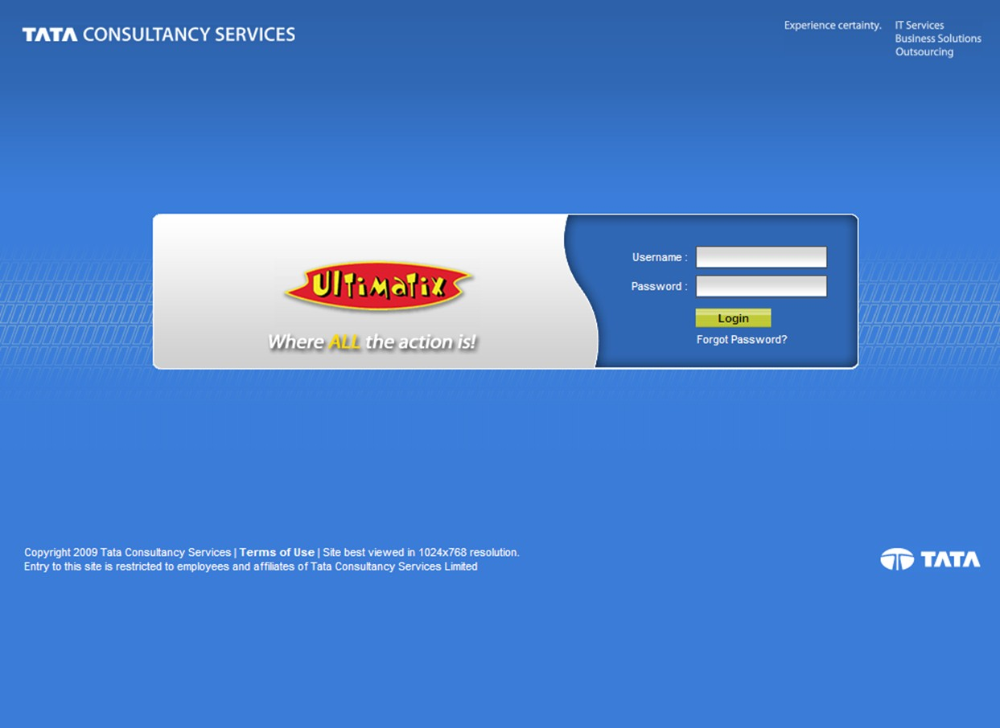 TATA CONSULTANCY SERVICES
Experience certainty.
IT Services
Business Solutions
Outsourcing
Ultimatix
Where ALL the action is!
Username :
Password :
Login
Forgot Password?
Copyright 2009 Tata Consultancy Services | Terms of Use | Site best viewed in 1024x768 resolution.
Entry to this site is restricted to employees and affiliates of Tata Consultancy Services Limited
TATA